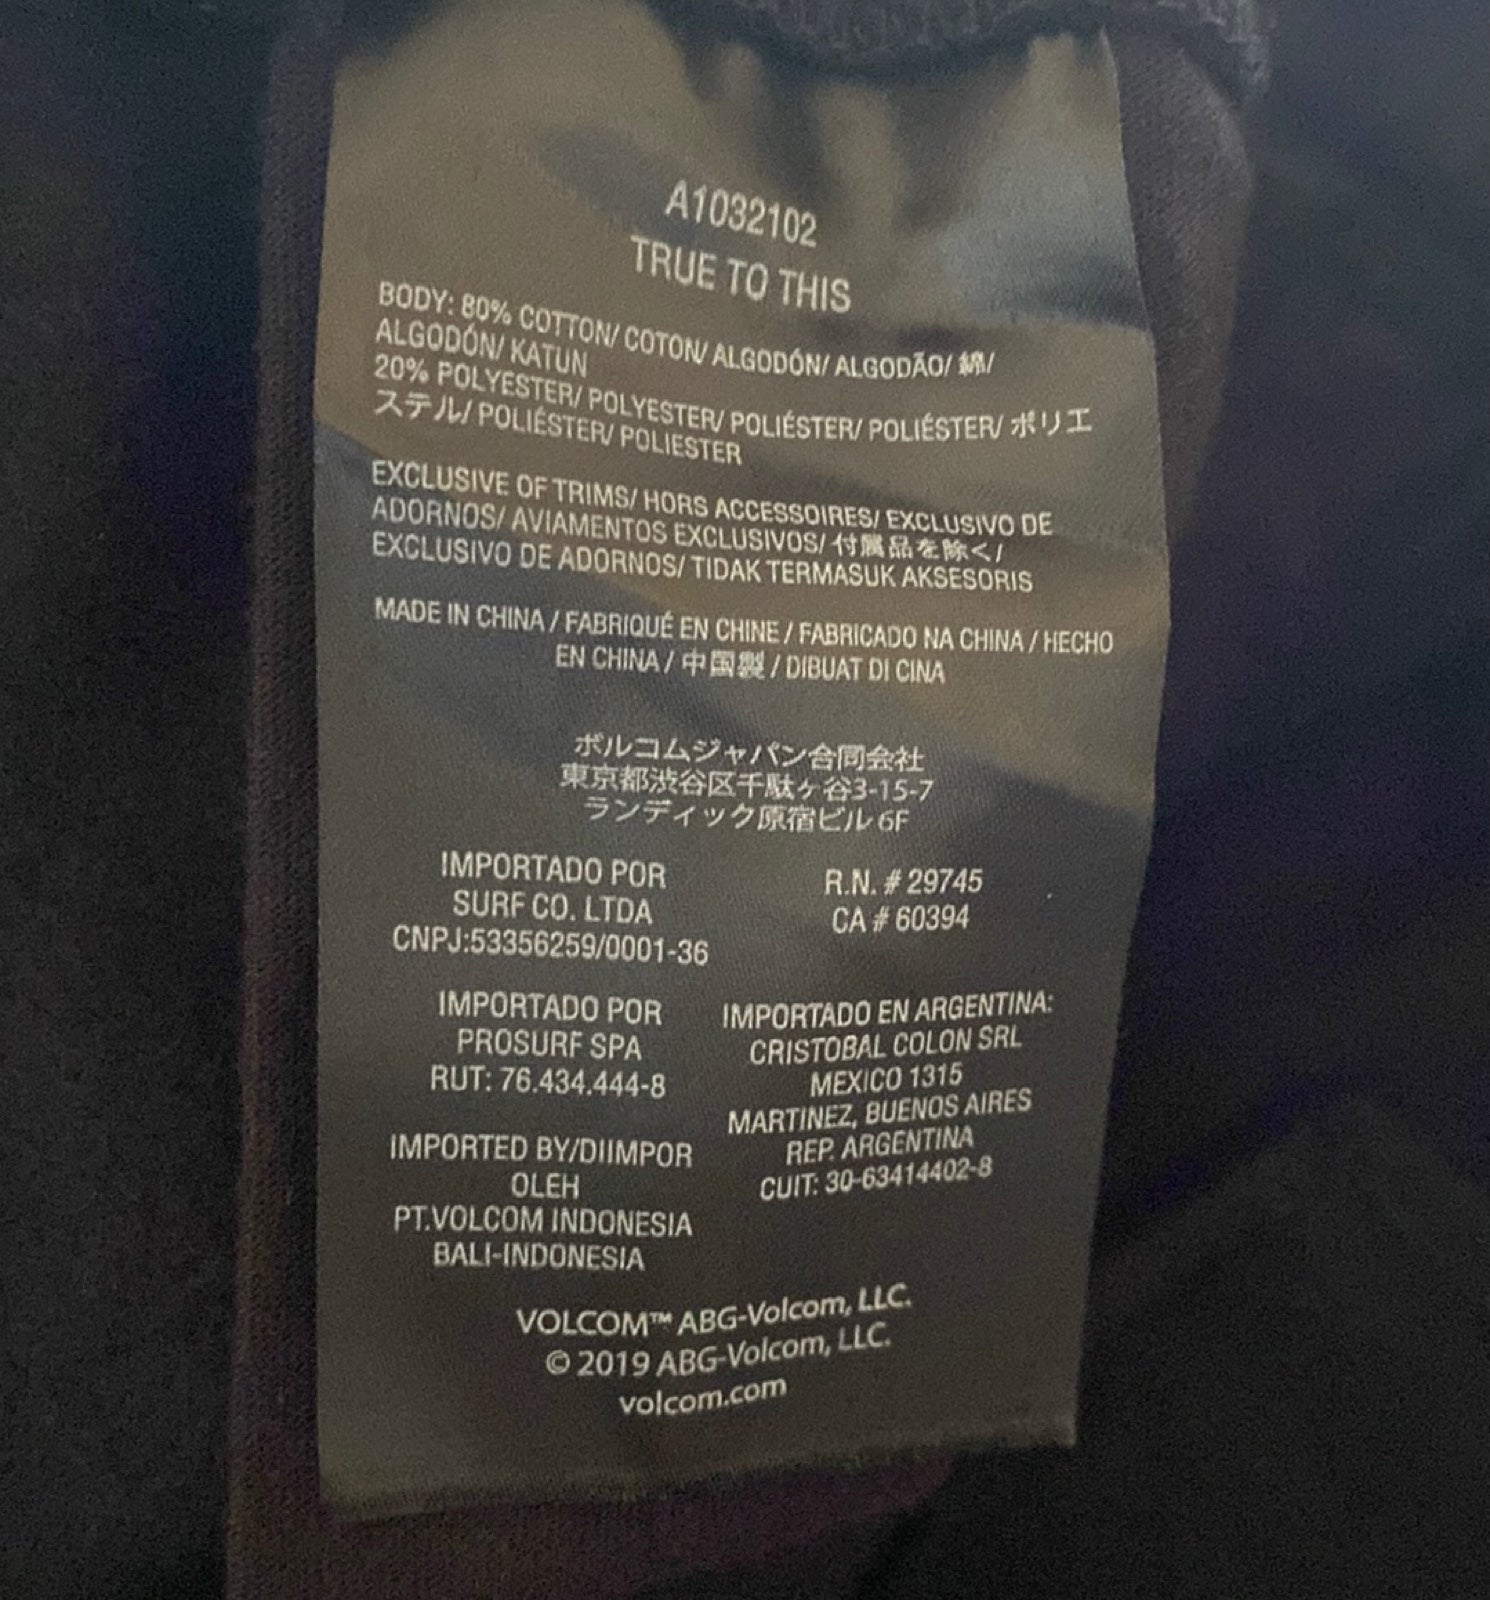 A1032102
TRUE TO THIS
BODY: 80% COTTON/ COTON/ ALGODÓN/ ALGODÃO/ 綿/
ALGODÓN/ KATUN
20% POLYESTER/ POLYESTER/ POLIÉSTER/ POLIÉSTER/ ポリエ
ステル/ POLIÉSTER/ POLIESTER
EXCLUSIVE OF TRIMS/ HORS ACCESSOIRES/ EXCLUSIVO DE
ADORNOS/ AVIAMENTOS EXCLUSIVOS/ 付属品を除く/
EXCLUSIVO DE ADORNOS/ TIDAK TERMASUK AKSESORIS
MADE IN CHINA / FABRIQUÉ EN CHINE / FABRICADO NA CHINA / HECHO
EN CHINA / 中国製 / DIBUAT DI CINA
ボルコムジャパン合同会社
東京都渋谷区千駄ヶ谷3-15-7
ランディック原宿ビル 6F
IMPORTADO POR
SURF CO. LTDA
CNPJ:53356259/0001-36
R.N. # 29745
CA # 60394
IMPORTADO POR
PROSURF SPA
RUT: 76.434.444-8
IMPORTADO EN ARGENTINA:
CRISTOBAL COLON SRL
MEXICO 1315
MARTINEZ, BUENOS AIRES
REP. ARGENTINA
CUIT: 30-63414402-8
IMPORTED BY/DIIMPOR
OLEH
PT.VOLCOM INDONESIA
BALI-INDONESIA
VOLCOM™ ABG-Volcom, LLC.
© 2019 ABG-Volcom, LLC.
volcom.com